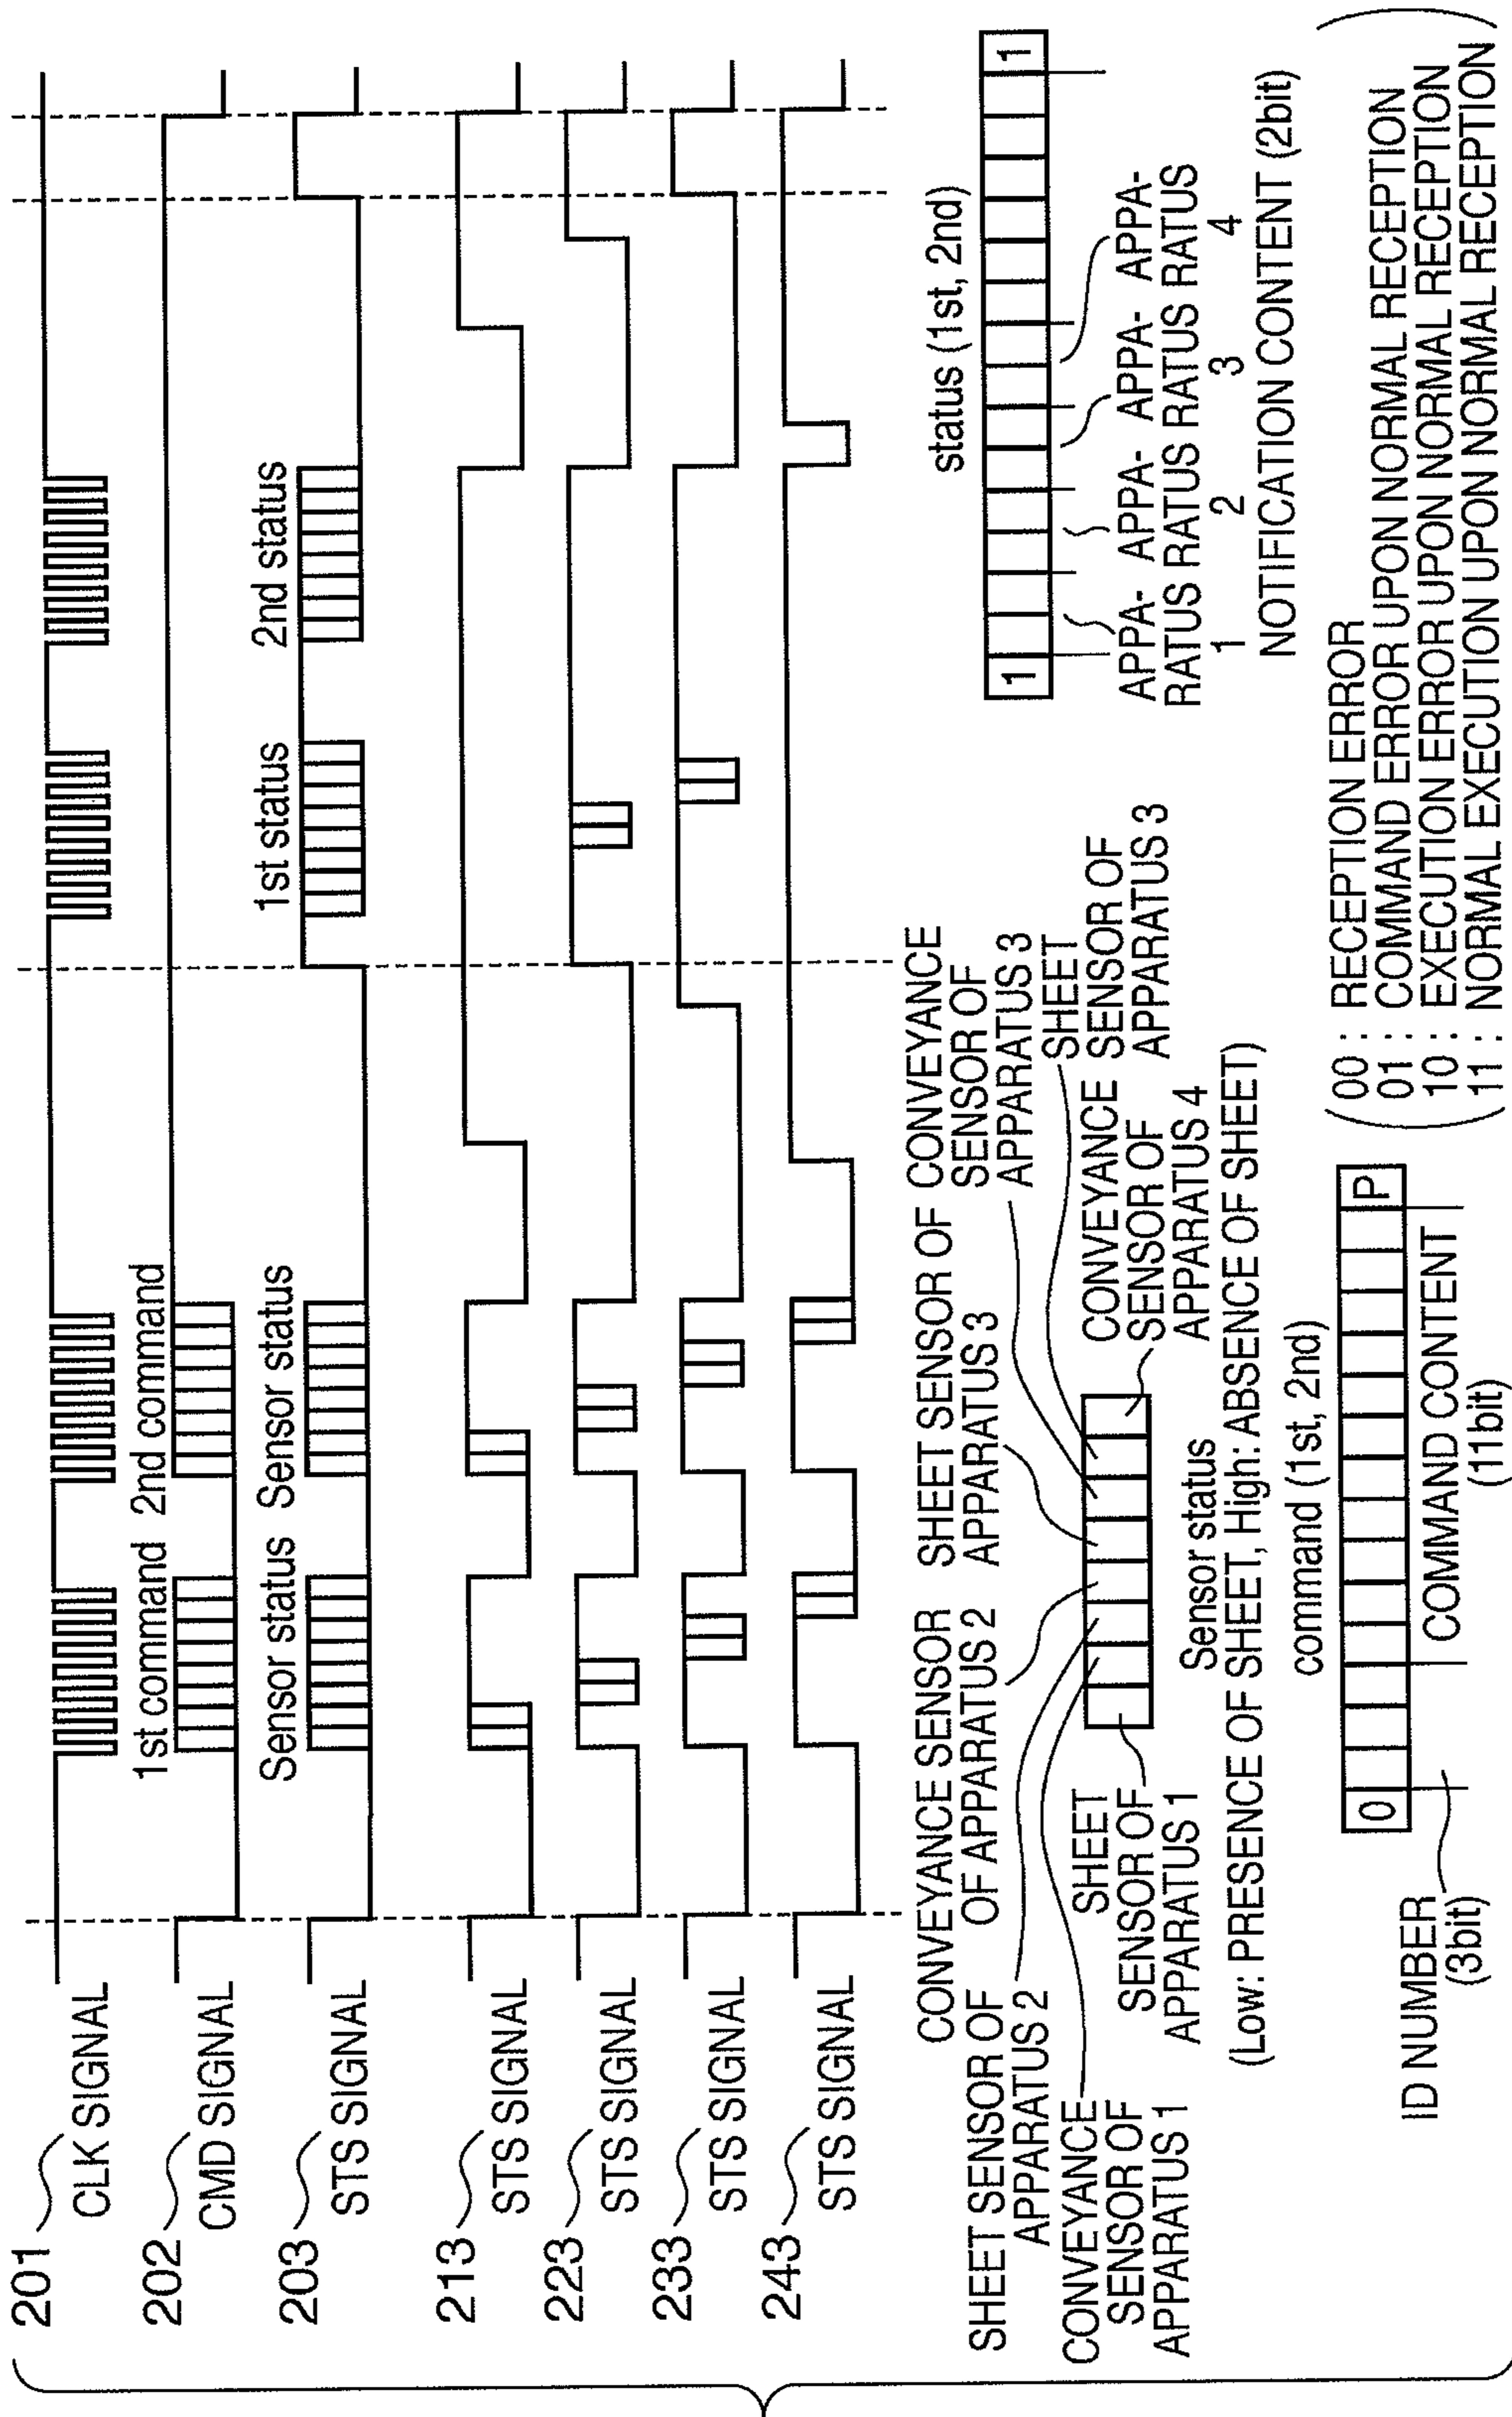 201
CLK SIGNAL
202
CMD SIGNAL
1st command
2nd command
203
STS SIGNAL
Sensor status
Sensor status
1st status
2nd status
213
STS SIGNAL
223
STS SIGNAL
233
STS SIGNAL
243
STS SIGNAL
SHEET SENSOR OF
APPARATUS 2
CONVEYANCE
SENSOR OF
APPARATUS 1
CONVEYANCE SENSOR
OF APPARATUS 2
SHEET
SENSOR OF
APPARATUS 1
SHEET SENSOR OF
APPARATUS 3
CONVEYANCE
SENSOR OF
APPARATUS 3
SHEET
SENSOR OF
APPARATUS 3
CONVEYANCE
SENSOR OF
APPARATUS 4
Sensor status
(Low: PRESENCE OF SHEET, High: ABSENCE OF SHEET)
command (1st, 2nd)
0
P
ID NUMBER
(3bit)
COMMAND CONTENT
(11bit)
status (1st, 2nd)
1
1
APPA- APPA- APPA- APPA-
RATUS RATUS RATUS RATUS
1 2 3 4
NOTIFICATION CONTENT (2bit)
00 : RECEPTION ERROR
01 : COMMAND ERROR UPON NORMAL RECEPTION
10 : EXECUTION ERROR UPON NORMAL RECEPTION
11 : NORMAL EXECUTION UPON NORMAL RECEPTION